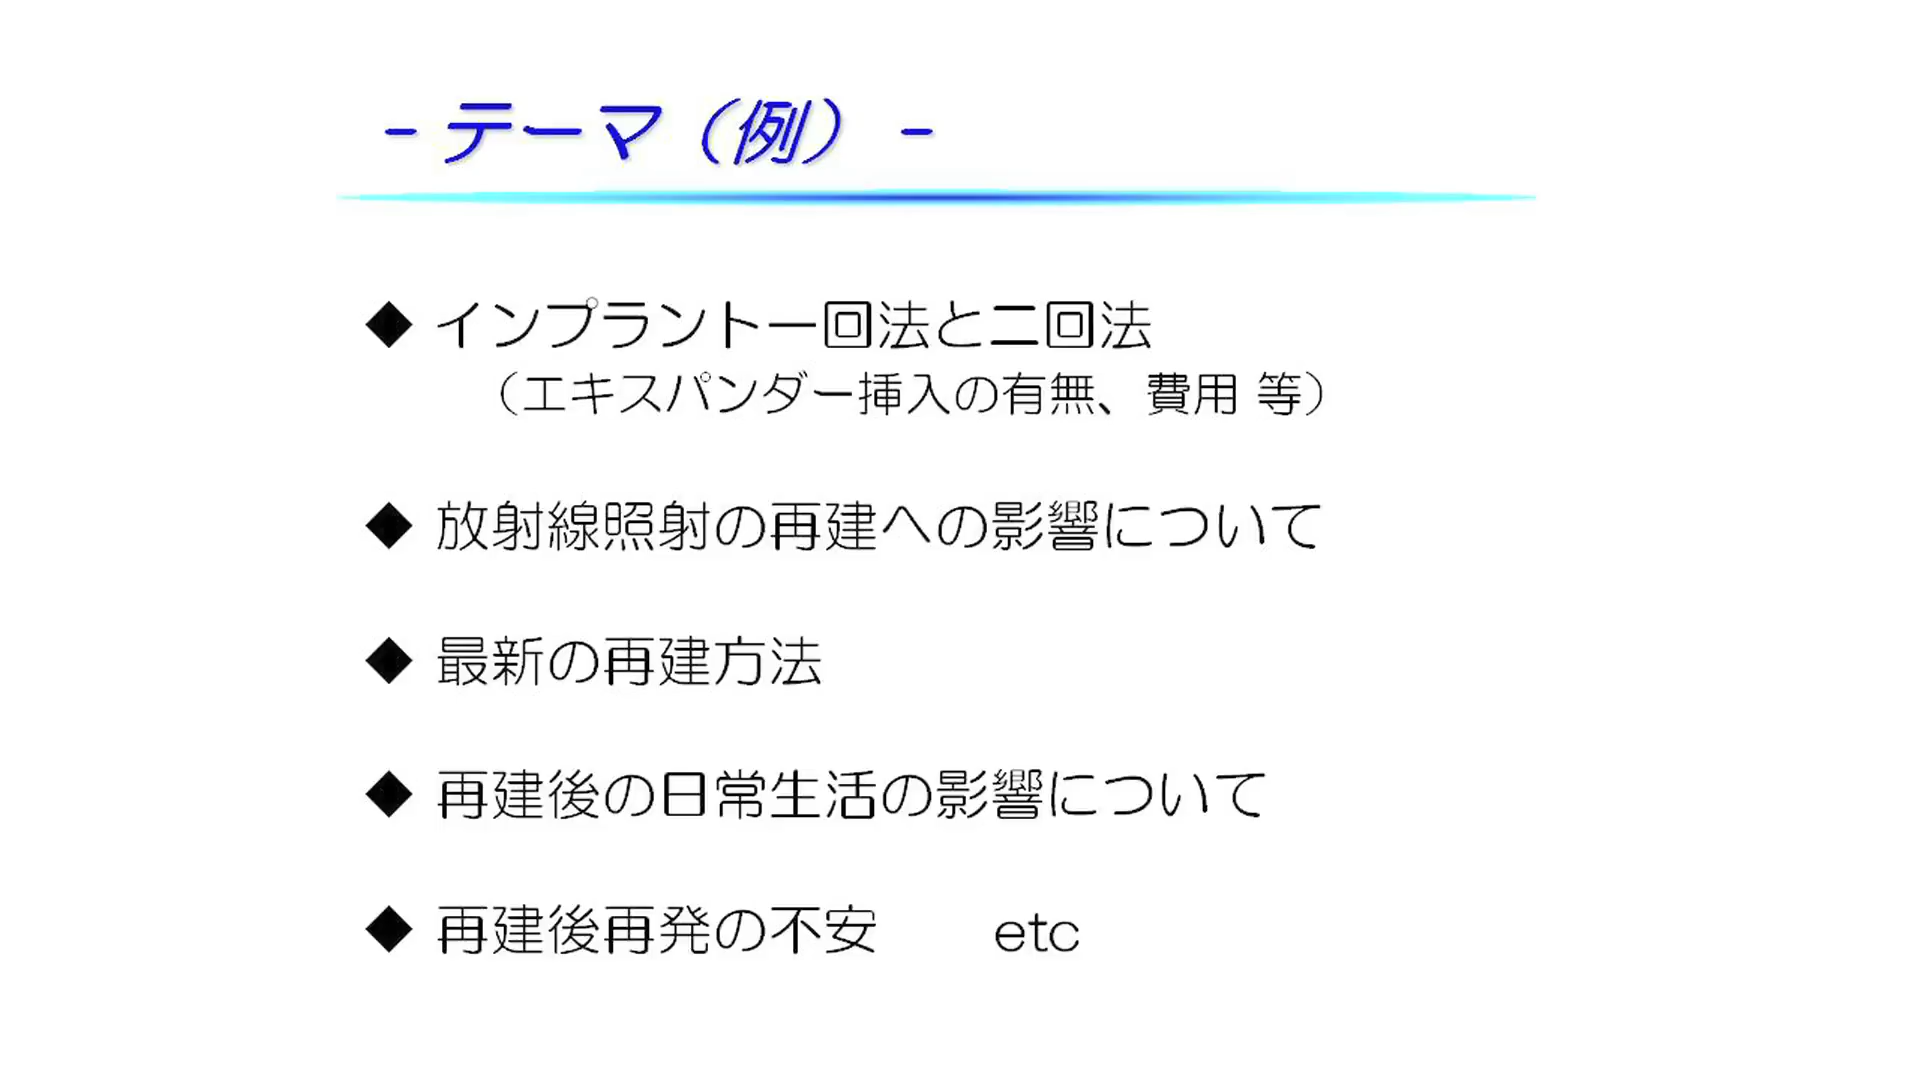 - テーマ（例） -
◆ インプラント一回法と二回法
（エキスパンダー挿入の有無、費用 等）
◆ 放射線照射の再建への影響について
◆ 最新の再建方法
◆ 再建後の日常生活の影響について
◆ 再建後再発の不安　　etc